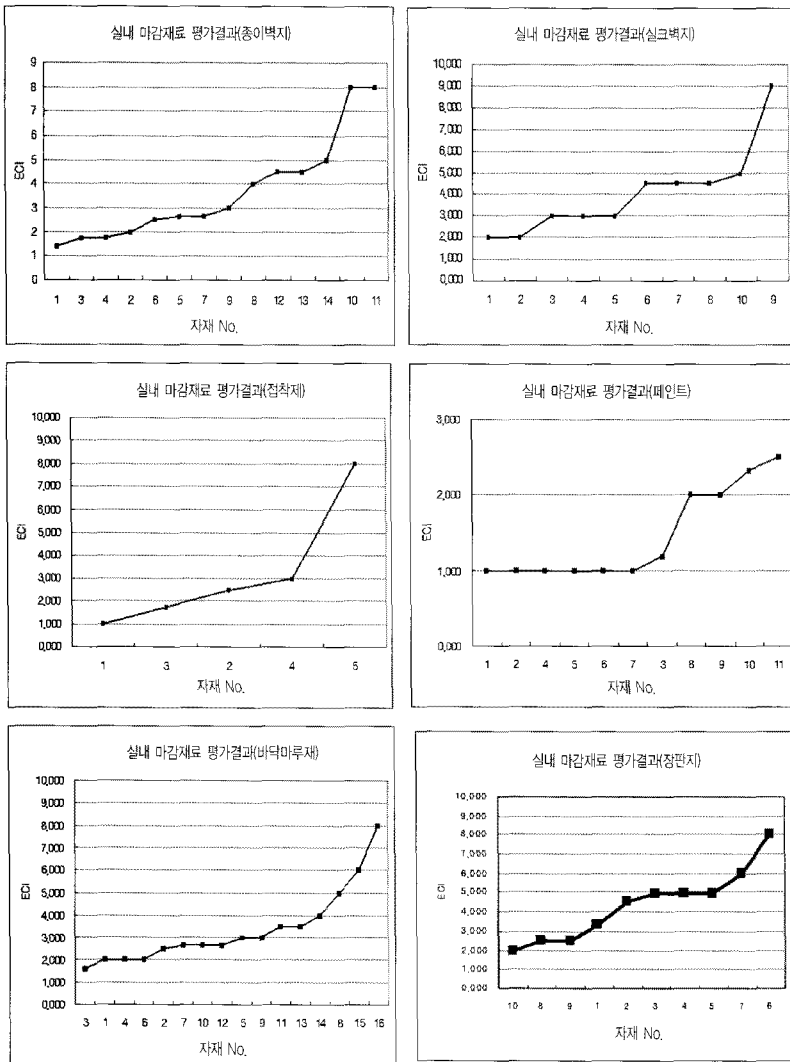 실내 마감재료 평가결과(종이벽지)
9
8
7
6
5
4
3
2
1
0
ECI
1 3 4 2 6 5 7 9 8 12 13 14 10 11
자재 No.
실내 마감재료 평가결과(실크벽지)
10,000
9,000
8,000
7,000
6,000
5,000
4,000
3,000
2,000
1,000
0,000
ECI
1 2 3 4 5 6 7 8 10 9
자재 No.
실내 마감재료 평가결과(접착제)
10,000
9,000
8,000
7,000
6,000
5,000
4,000
3,000
2,000
1,000
0,000
ECI
1 3 2 4 5
자재 No.
실내 마감재료 평가결과(페인트)
3,000
2,000
1,000
0,000
ECI
1 2 4 5 6 7 3 8 9 10 11
자재 No.
실내 마감재료 평가결과(바닥마루재)
10,000
9,000
8,000
7,000
6,000
5,000
4,000
3,000
2,000
1,000
0,000
ECI
3 1 4 6 2 7 10 12 5 9 11 13 14 8 15 16
자재 No.
실내 마감재료 평가결과(장판지)
10,000
9,000
8,000
7,000
6,000
5,000
4,000
3,000
2,000
1,000
0,000
ECI
10 8 9 1 2 3 4 5 7 6
자재 No.